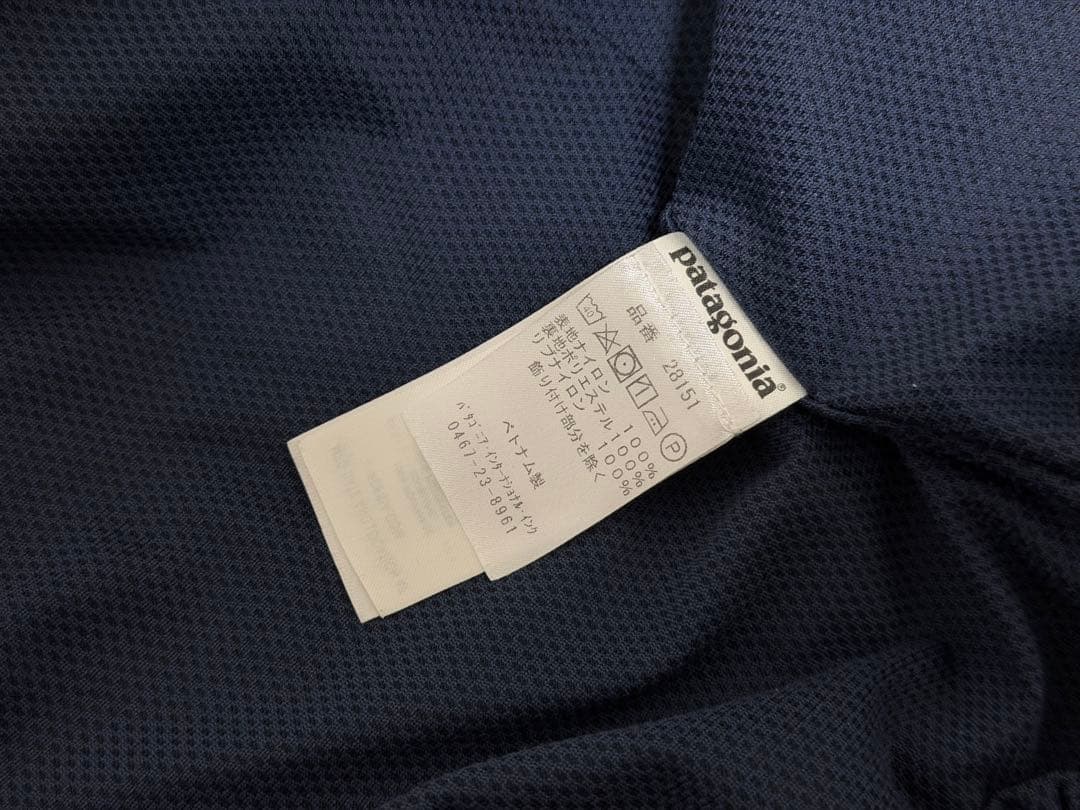 patagonia®
品番 28151
40
表地ナイロン 100%
裏地ポリエステル 100%
リブナイロン 100%
飾り付け部分を除く
ベトナム製
パタゴニア・インターナショナル・インク
0467-23-8961